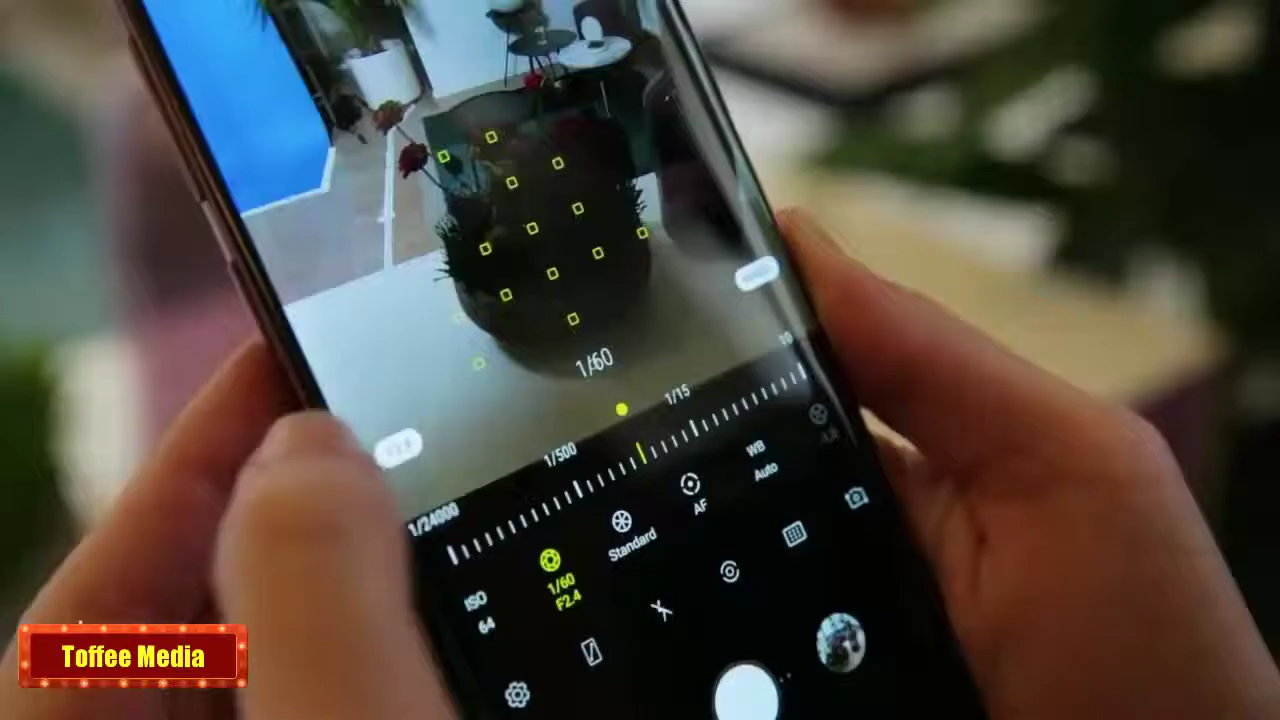 1/60
10
1/15
1/500
1/24000
WB
Auto
AF
Standard
1/60
F2.4
ISO
64
Toffee Media